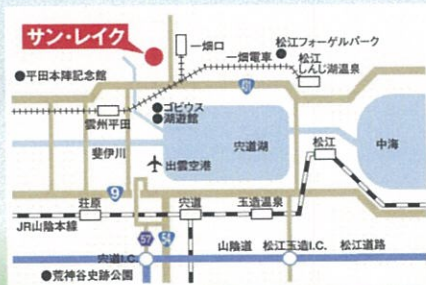 サン・レイク
一畑口
松江フォーゲルパーク
一畑電車
松江
しんじ湖温泉
●平田本陣記念館
431
●ゴビウス
●湖遊館
雲州平田
宍道湖
松江
中海
斐伊川
出雲空港
9
荘原
宍道
玉造温泉
JR山陰本線
57
54
山陰道
松江玉造I.C.
松江道路
宍道I.C.
●荒神谷史跡公園